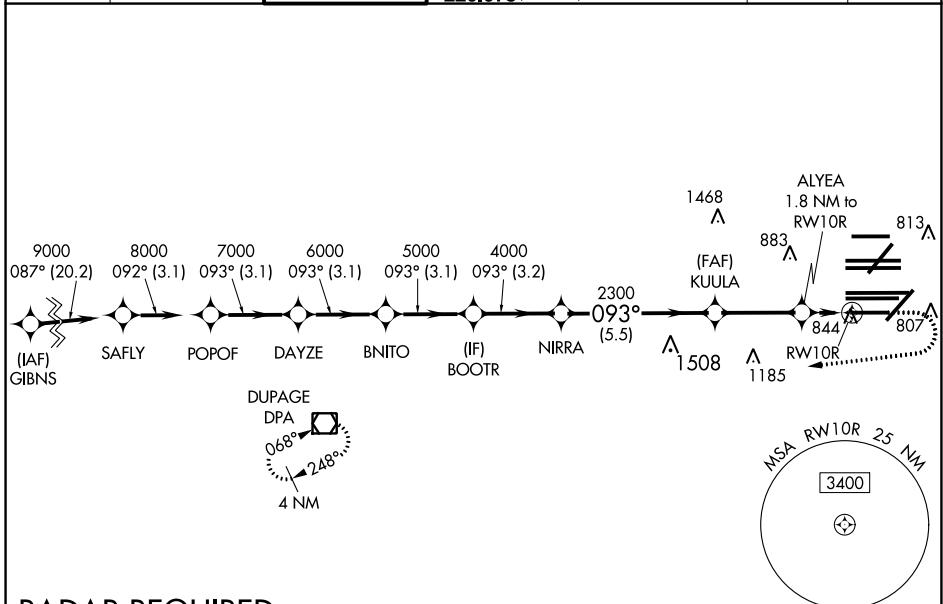 1468
ALYEA
1.8 NM to
RW10R
813
883
9000
087° (20.2)
8000
092° (3.1)
7000
093° (3.1)
6000
093° (3.1)
5000
093° (3.1)
4000
093° (3.2)
2300
093°
(5.5)
(FAF)
KUULA
(IAF)
GIBNS
SAFLY
POPOF
DAYZE
BNITO
(IF)
BOOTR
NIRRA
1508
1185
844
RW10R
807
DUPAGE
DPA
068°
248°
4 NM
MSA RW10R 25 NM
3400